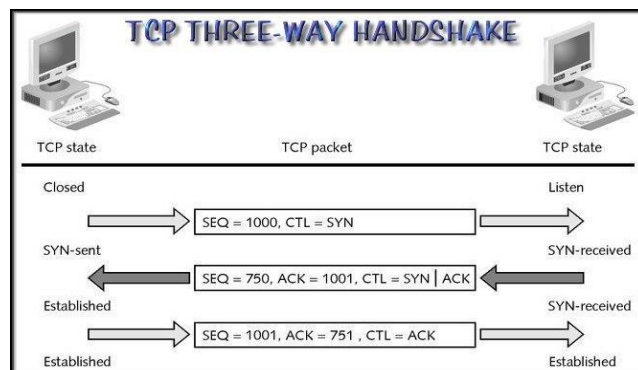 TCP THREE-WAY HANDSHAKE
TCP state TCP packet TCP state
Closed Listen
SEQ = 1000, CTL = SYN
SYN-sent SYN-received
SEQ = 750, ACK = 1001, CTL = SYN | ACK
Established SYN-received
SEQ = 1001, ACK = 751 , CTL = ACK
Established Established